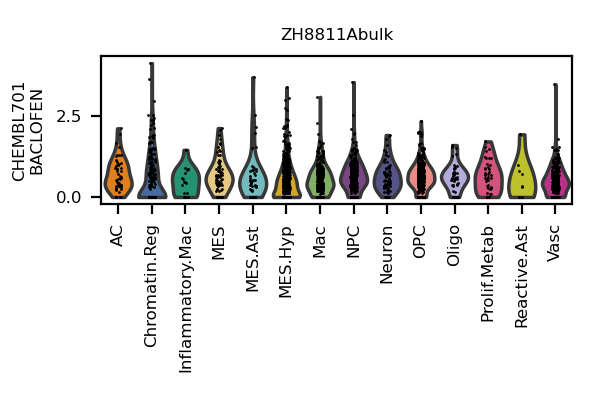 ZH8811Abulk
CHEMBL701
BACLOFEN
2.5
0.0
AC
Chromatin.Reg
Inflammatory.Mac
MES
MES.Ast
MES.Hyp
Mac
NPC
Neuron
OPC
Oligo
Prolif.Metab
Reactive.Ast
Vasc